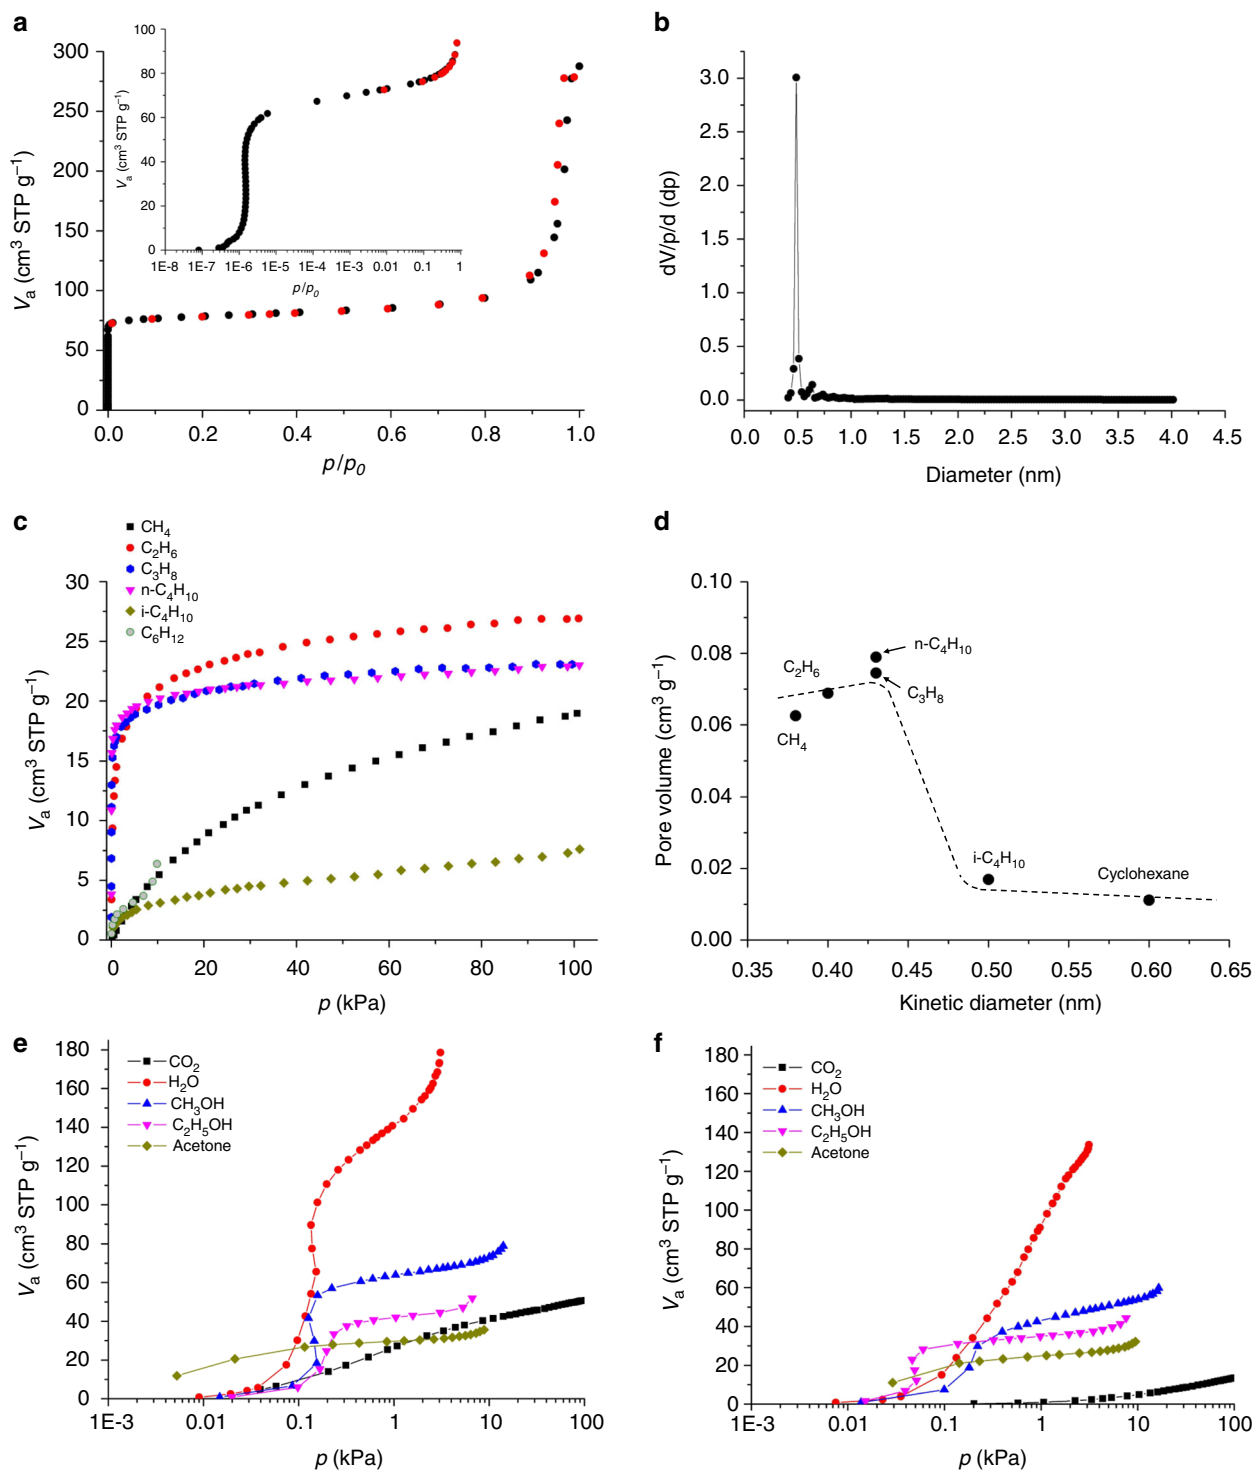 a
300
250
200
150
100
50
0
V_a (cm³ STP g⁻¹)
0.0 0.2 0.4 0.6 0.8 1.0
p/p₀
100
80
60
40
20
0
V_a (cm³ STP g⁻¹)
1E-8 1E-7 1E-6 1E-5 1E-4 1E-3 0.01 0.1 1
p/p₀
b
3.0
2.5
2.0
1.5
1.0
0.5
0.0
dV/p/d (dp)
0.0 0.5 1.0 1.5 2.0 2.5 3.0 3.5 4.0 4.5
Diameter (nm)
c
CH₄
C₂H₆
C₃H₈
n-C₄H₁₀
i-C₄H₁₀
C₆H₁₂
30
25
20
15
10
5
0
V_a (cm³ STP g⁻¹)
0 20 40 60 80 100
p (kPa)
d
0.10
0.08
0.06
0.04
0.02
0.00
Pore volume (cm³ g⁻¹)
n-C₄H₁₀
C₂H₆
C₃H₈
CH₄
i-C₄H₁₀
Cyclohexane
0.35 0.40 0.45 0.50 0.55 0.60 0.65
Kinetic diameter (nm)
e
180
160
140
120
100
80
60
40
20
0
V_a (cm³ STP g⁻¹)
CO₂
H₂O
CH₃OH
C₂H₅OH
Acetone
1E-3 0.01 0.1 1 10 100
p (kPa)
f
180
160
140
120
100
80
60
40
20
0
V_a (cm³ STP g⁻¹)
CO₂
H₂O
CH₃OH
C₂H₅OH
Acetone
1E-3 0.01 0.1 1 10 100
p (kPa)